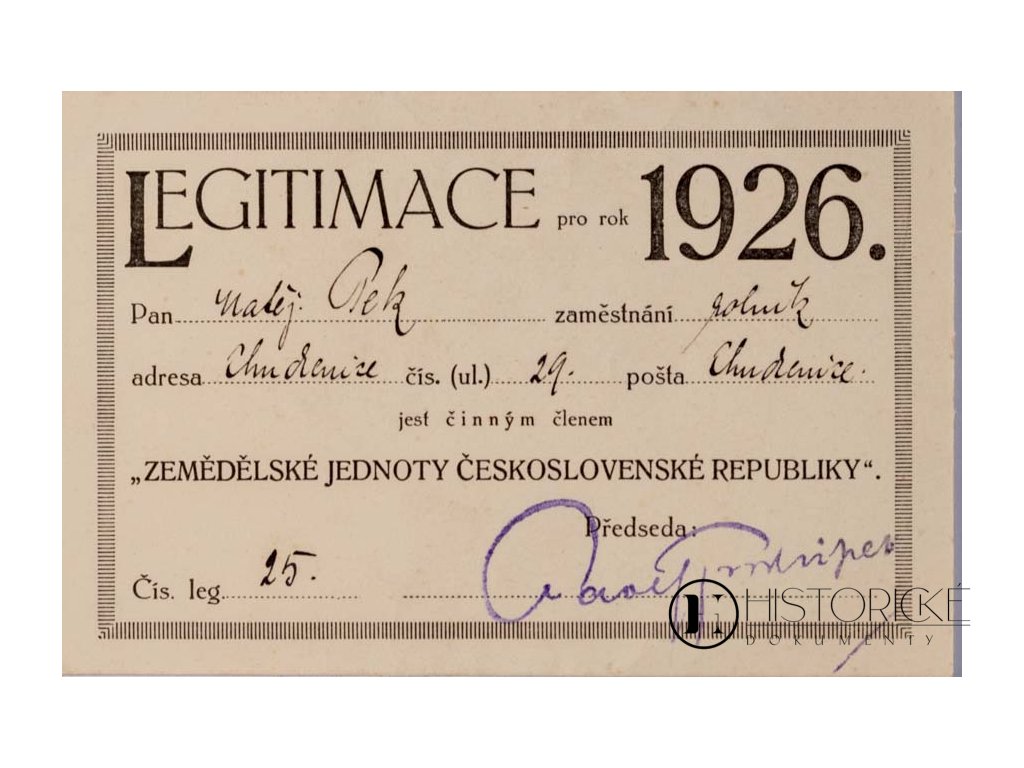 LEGITIMACE pro rok 1926.
Pan Matěj Pek zaměstnání rolník
adresa Chudenice čís. (ul.) 29. pošta Chudenice.
jest činným členem
„ZEMĚDĚLSKÉ JEDNOTY ČESKOSLOVENSKÉ REPUBLIKY“.
Předseda:
Čís. leg. 25.
HISTORICKÉ
DOKUMENTY